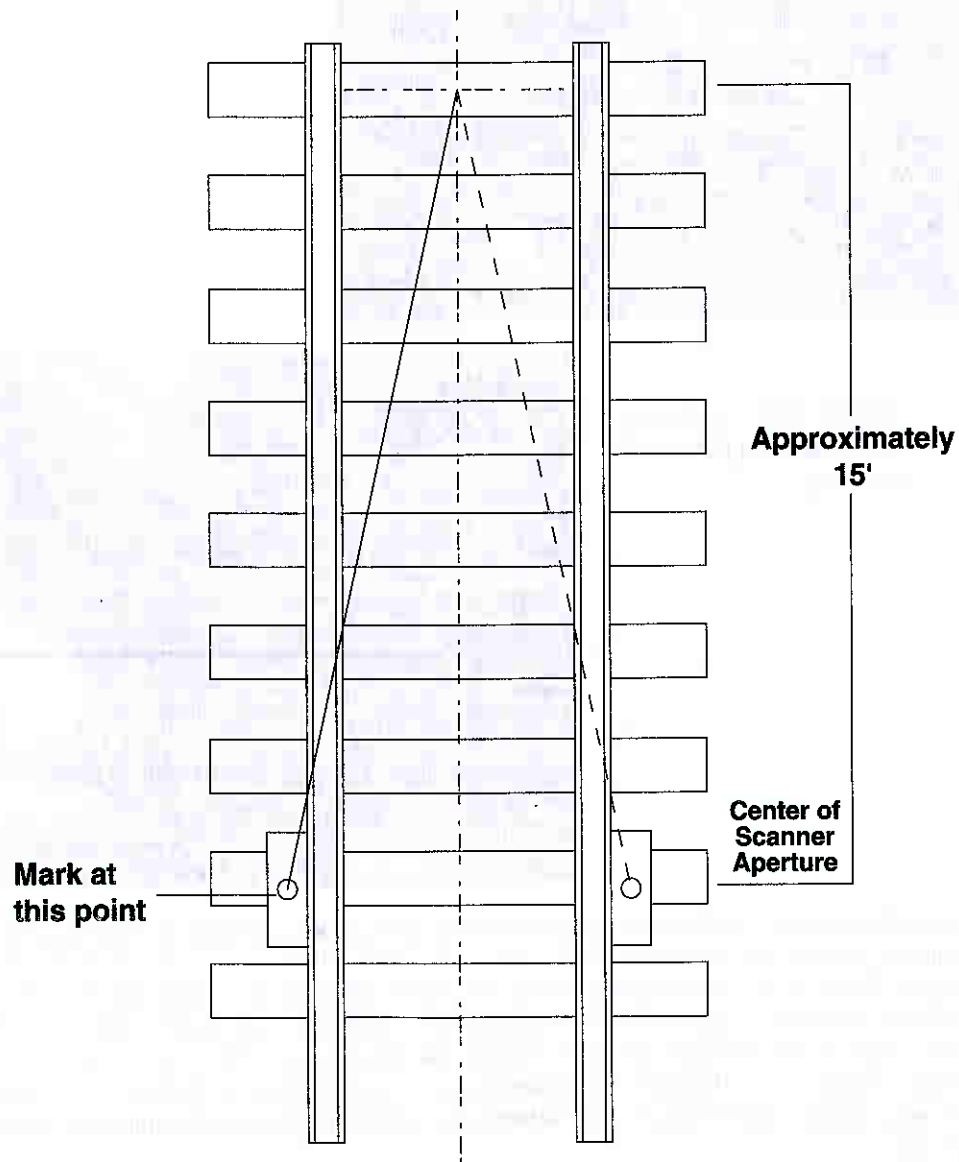 Approximately
15'
Center of
Scanner
Aperture
Mark at
this point